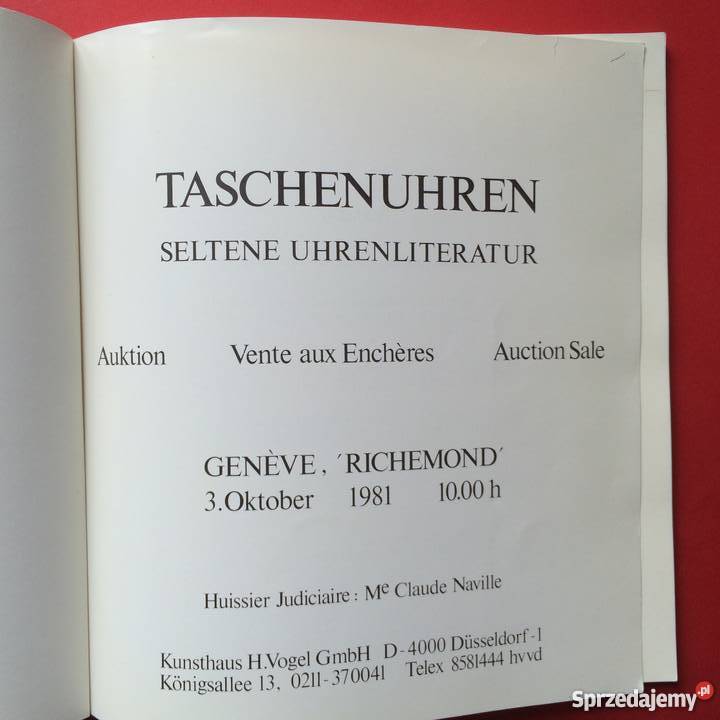 TASCHENUHREN
SELTENE UHRENLITERATUR
Auktion Vente aux Enchères Auction Sale
GENÈVE, ´RICHEMOND´
3.Oktober 1981 10.00 h
Huissier Judiciaire : Me Claude Naville
Kunsthaus H.Vogel GmbH D-4000 Düsseldorf-1
Königsallee 13, 0211-370041 Telex 8581444 hvvd
Sprzedajemy.pl